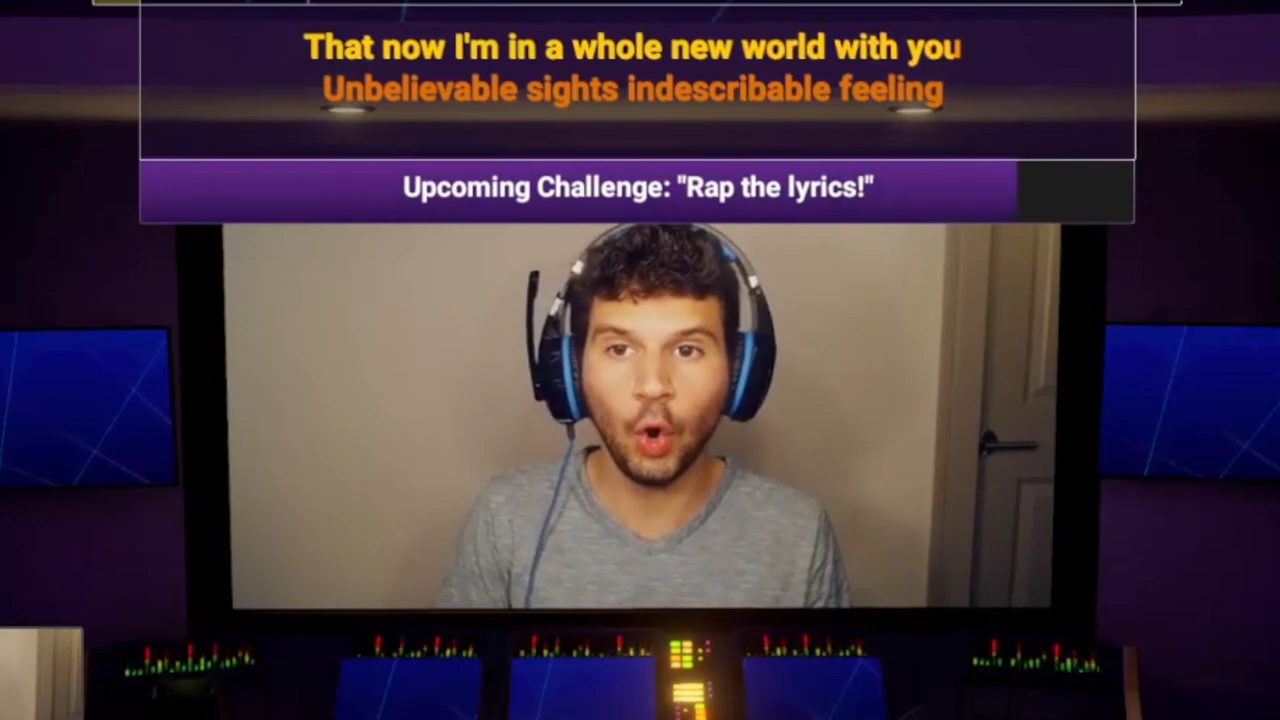 That now I'm in a whole new world with you
Unbelievable sights indescribable feeling
Upcoming Challenge: "Rap the lyrics!"